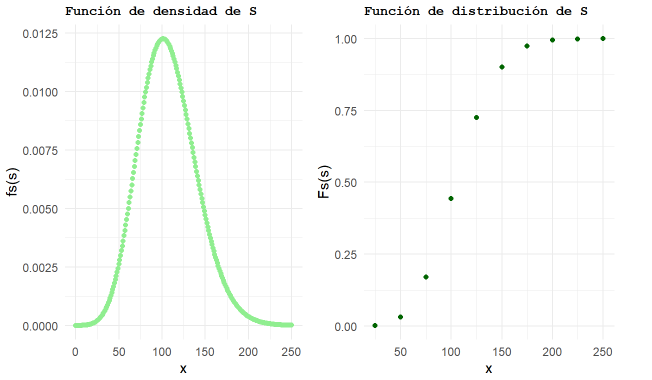 Función de densidad de S
fs(s)
0.0125
0.0100
0.0075
0.0050
0.0025
0.0000
0 50 100 150 200 250
x
Función de distribución de S
Fs(s)
1.00
0.75
0.50
0.25
0.00
50 100 150 200 250
x